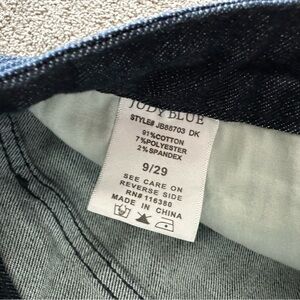 JUDY BLUE
STYLE# JB88703 DK
91%COTTON
7%POLYESTER
2%SPANDEX
9/29
SEE CARE ON
REVERSE SIDE
RN# 116380
MADE IN CHINA